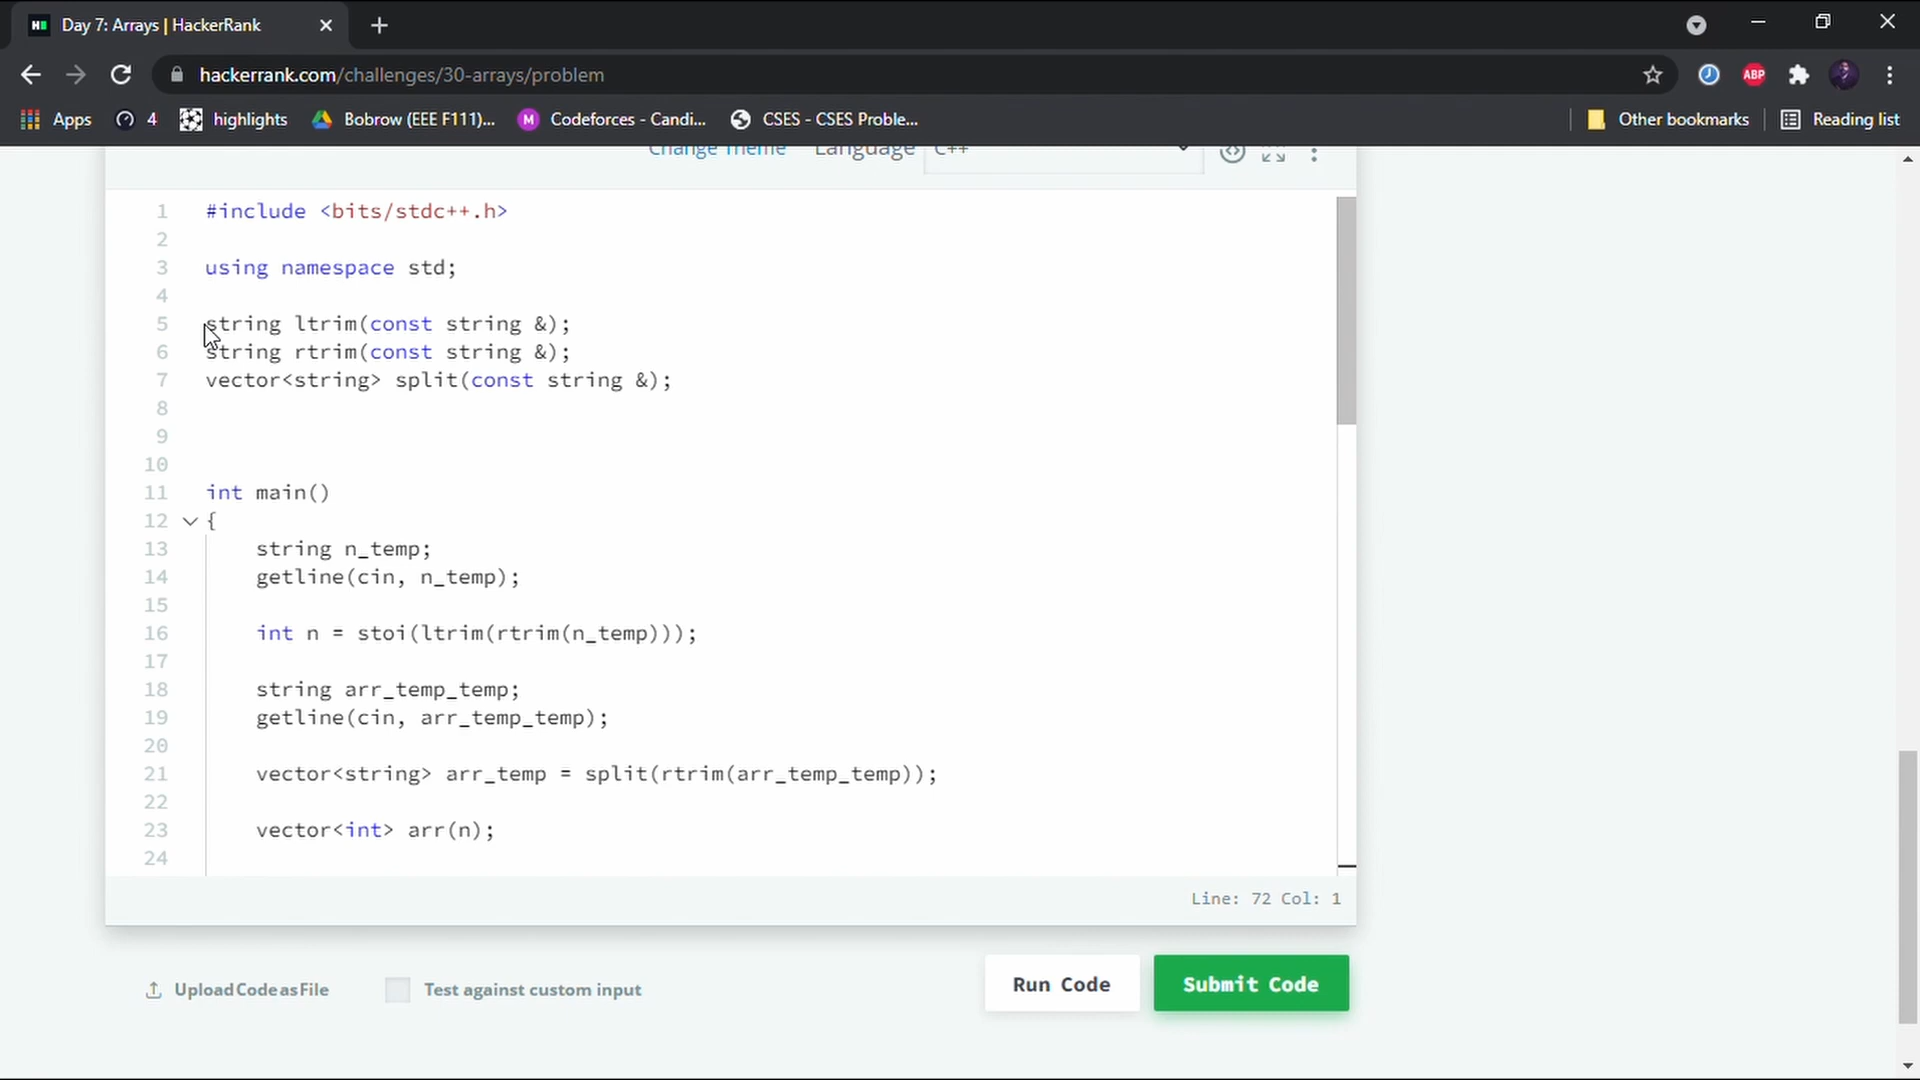 Day 7: Arrays | HackerRank
hackerrank.com/challenges/30-arrays/problem
ABP
Apps 4 highlights Bobrow (EEE F111)... Codeforces - Candi... CSES - CSES Proble... Other bookmarks Reading list
Change Theme Language C++
1 #include <bits/stdc++.h>
2
3 using namespace std;
4
5 string ltrim(const string &);
6 string rtrim(const string &);
7 vector<string> split(const string &);
8
9
10
11 int main()
12 {
13 string n_temp;
14 getline(cin, n_temp);
15
16 int n = stoi(ltrim(rtrim(n_temp)));
17
18 string arr_temp_temp;
19 getline(cin, arr_temp_temp);
20
21 vector<string> arr_temp = split(rtrim(arr_temp_temp));
22
23 vector<int> arr(n);
24
Line: 72 Col: 1
Upload Code as File Test against custom input Run Code Submit Code